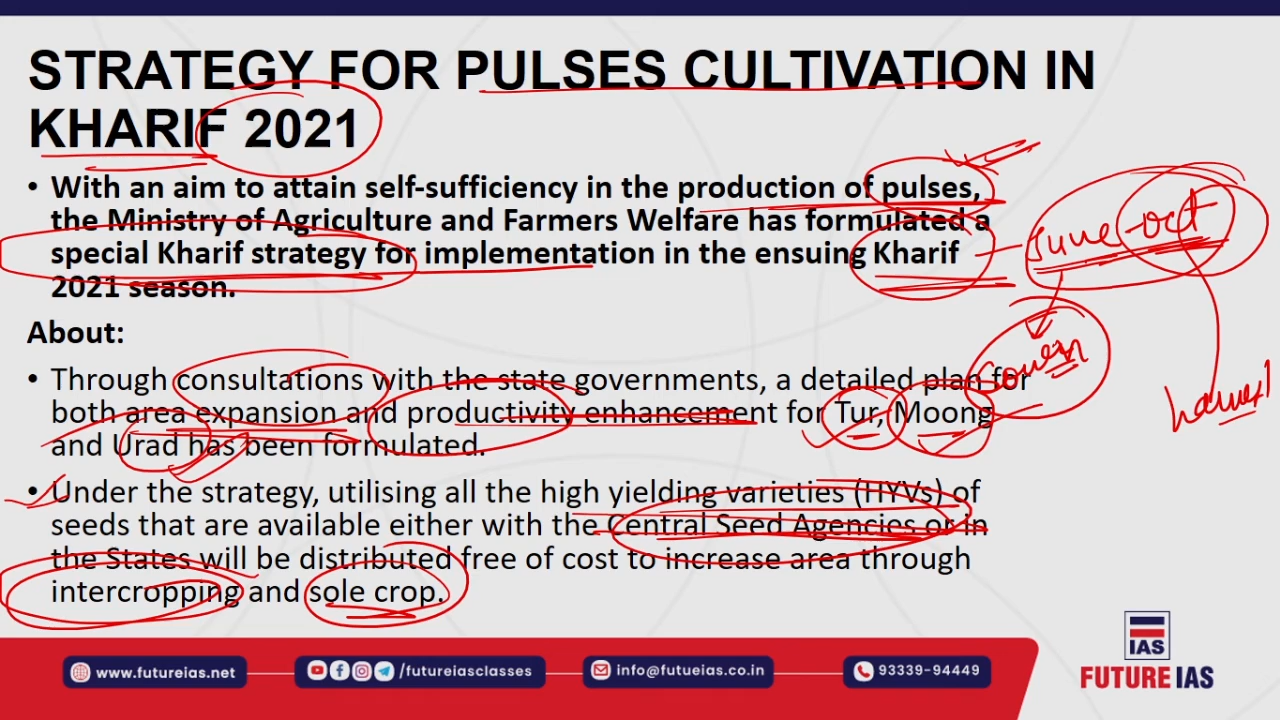 STRATEGY FOR PULSES CULTIVATION IN
KHARIF 2021
• With an aim to attain self-sufficiency in the production of pulses,
the Ministry of Agriculture and Farmers Welfare has formulated a
special Kharif strategy for implementation in the ensuing Kharif
2021 season.
June-oct
sowen
harvest
About:
• Through consultations with the state governments, a detailed plan for
both area expansion and productivity enhancement for Tur, Moong
and Urad has been formulated.
• Under the strategy, utilising all the high yielding varieties (HYVs) of
seeds that are available either with the Central Seed Agencies or in
the States will be distributed free of cost to increase area through
intercropping and sole crop.
www.futureias.net
/futureiasclasses
info@futueias.co.in
93339-94449
IAS
FUTURE IAS